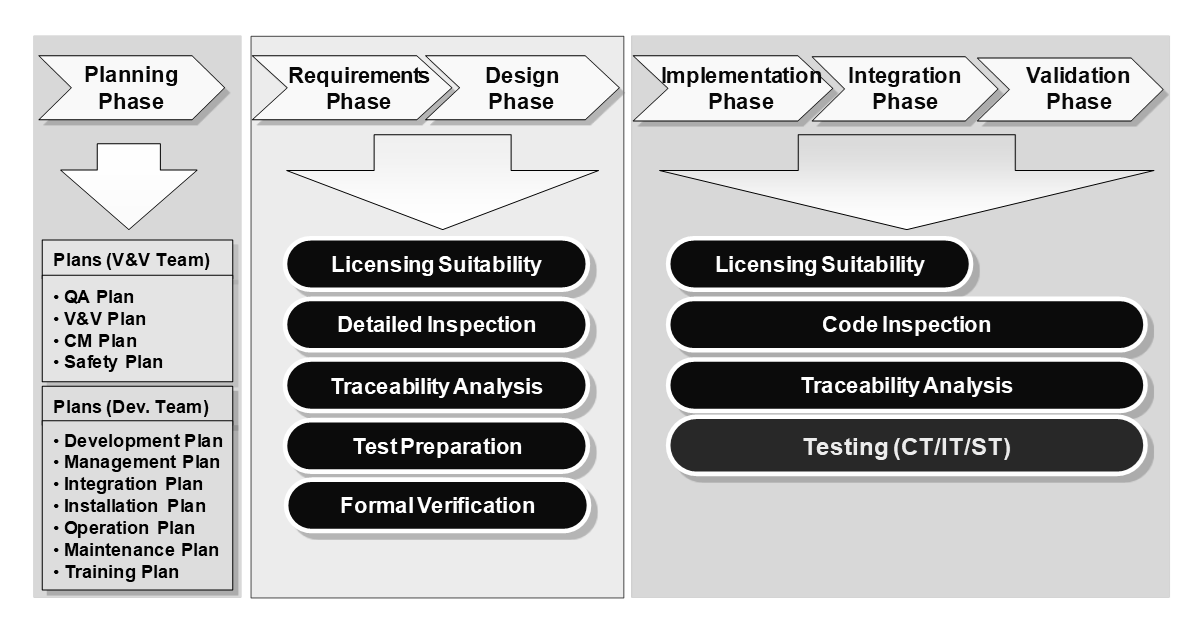 Planning
Phase
Requirements
Phase
Design
Phase
Implementation
Phase
Integration
Phase
Validation
Phase
Plans (V&V Team)
• QA Plan
• V&V Plan
• CM Plan
• Safety Plan
Plans (Dev. Team)
• Development Plan
• Management Plan
• Integration Plan
• Installation Plan
• Operation Plan
• Maintenance Plan
• Training Plan
Licensing Suitability
Detailed Inspection
Traceability Analysis
Test Preparation
Formal Verification
Licensing Suitability
Code Inspection
Traceability Analysis
Testing (CT/IT/ST)